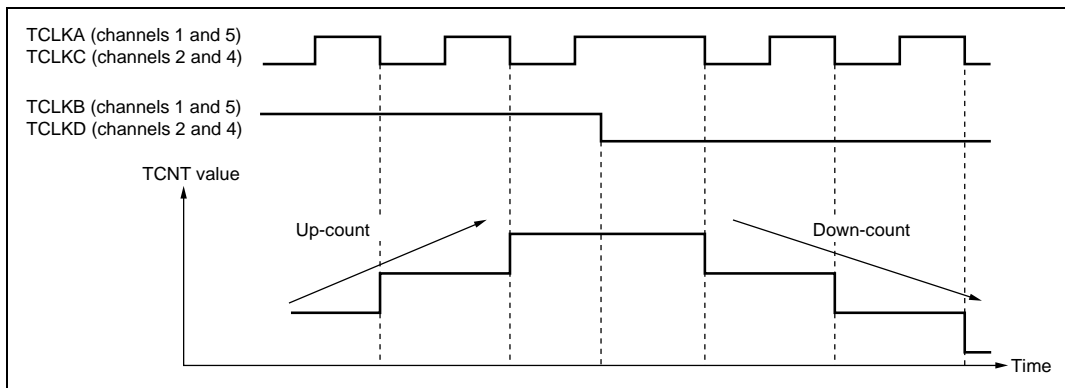 TCLKA (channels 1 and 5)
TCLKC (channels 2 and 4)
TCLKB (channels 1 and 5)
TCLKD (channels 2 and 4)
TCNT value
Up-count
Down-count
Time